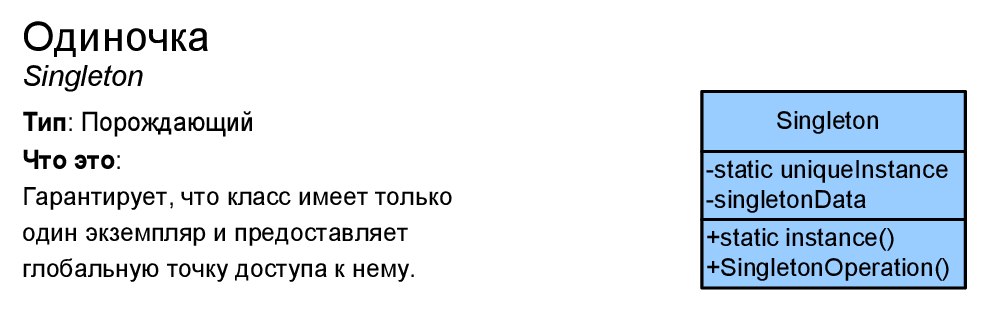 Одиночка
Singleton
Тип: Порождающий
Что это:
Гарантирует, что класс имеет только
один экземпляр и предоставляет
глобальную точку доступа к нему.
Singleton
-static uniqueInstance
-singletonData
+static instance()
+SingletonOperation()